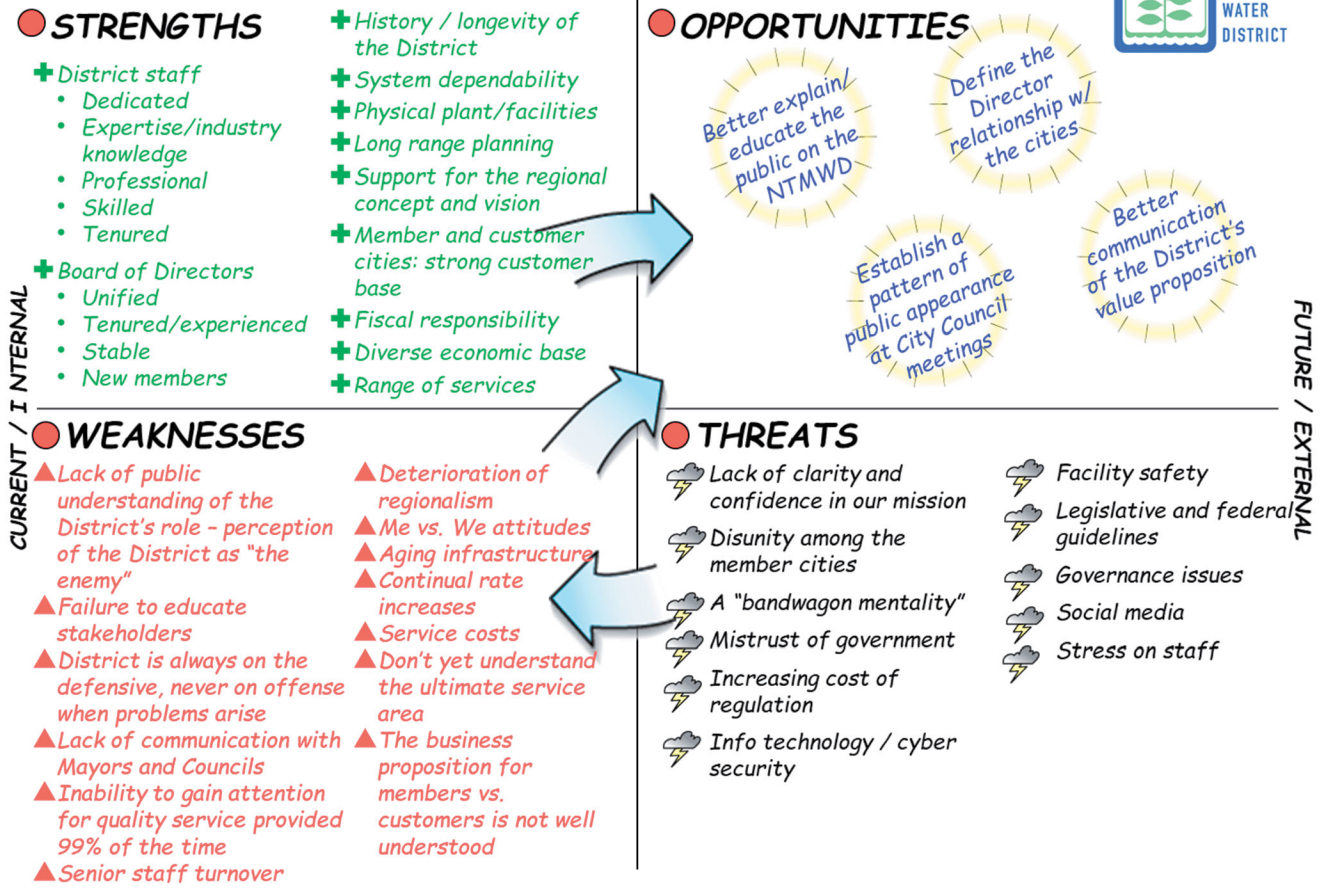 STRENGTHS
District staff
• Dedicated
• Expertise/industry
knowledge
• Professional
• Skilled
• Tenured
Board of Directors
• Unified
• Tenured/experienced
• Stable
• New members
History / longevity of
the District
System dependability
Physical plant/facilities
Long range planning
Support for the regional
concept and vision
Member and customer
cities: strong customer
base
Fiscal responsibility
Diverse economic base
Range of services
OPPORTUNITIES
Better explain/
educate the
public on the
NTMWD
Define the
Director
relationship w/
the cities
Establish a
pattern of
public appearance
at City Council
meetings
Better
communication
of the District's
value proposition
WATER
DISTRICT
CURRENT / I NTERNAL
FUTURE / EXTERNAL
WEAKNESSES
Lack of public
understanding of the
District's role – perception
of the District as "the
enemy"
Failure to educate
stakeholders
District is always on the
defensive, never on offense
when problems arise
Lack of communication with
Mayors and Councils
Inability to gain attention
for quality service provided
99% of the time
Senior staff turnover
Deterioration of
regionalism
Me vs. We attitudes
Aging infrastructure
Continual rate
increases
Service costs
Don't yet understand
the ultimate service
area
The business
proposition for
members vs.
customers is not well
understood
THREATS
Lack of clarity and
confidence in our mission
Disunity among the
member cities
A "bandwagon mentality"
Mistrust of government
Increasing cost of
regulation
Info technology / cyber
security
Facility safety
Legislative and federal
guidelines
Governance issues
Social media
Stress on staff